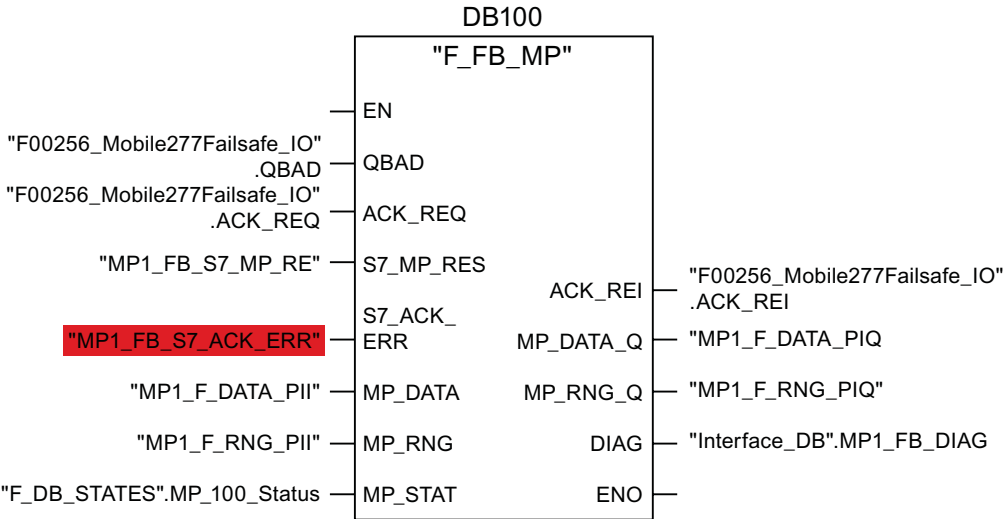 DB100
"F_FB_MP"
EN
"F00256_Mobile277Failsafe_IO"
.QBAD
QBAD
"F00256_Mobile277Failsafe_IO"
.ACK_REQ
ACK_REQ
"MP1_FB_S7_MP_RE"
S7_MP_RES
"MP1_FB_S7_ACK_ERR"
S7_ACK_
ERR
"MP1_F_DATA_PII"
MP_DATA
"MP1_F_RNG_PII"
MP_RNG
"F_DB_STATES".MP_100_Status
MP_STAT
ACK_REI
"F00256_Mobile277Failsafe_IO"
.ACK_REI
MP_DATA_Q
"MP1_F_DATA_PIQ
MP_RNG_Q
"MP1_F_RNG_PIQ"
DIAG
"Interface_DB".MP1_FB_DIAG
ENO